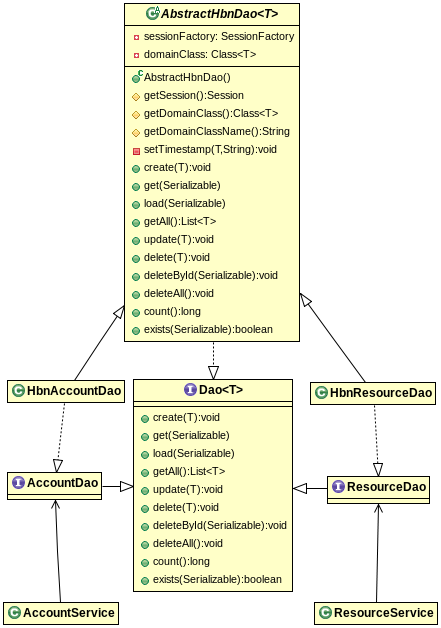 AbstractHbnDao<T>
sessionFactory: SessionFactory
domainClass: Class<T>
AbstractHbnDao()
getSession():Session
getDomainClass():Class<T>
getDomainClassName():String
setTimestamp(T,String):void
create(T):void
get(Serializable)
load(Serializable)
getAll():List<T>
update(T):void
delete(T):void
deleteById(Serializable):void
deleteAll():void
count():long
exists(Serializable):boolean
HbnAccountDao
Dao<T>
HbnResourceDao
create(T):void
get(Serializable)
load(Serializable)
getAll():List<T>
update(T):void
delete(T):void
deleteById(Serializable):void
deleteAll():void
count():long
exists(Serializable):boolean
AccountDao
ResourceDao
AccountService
ResourceService